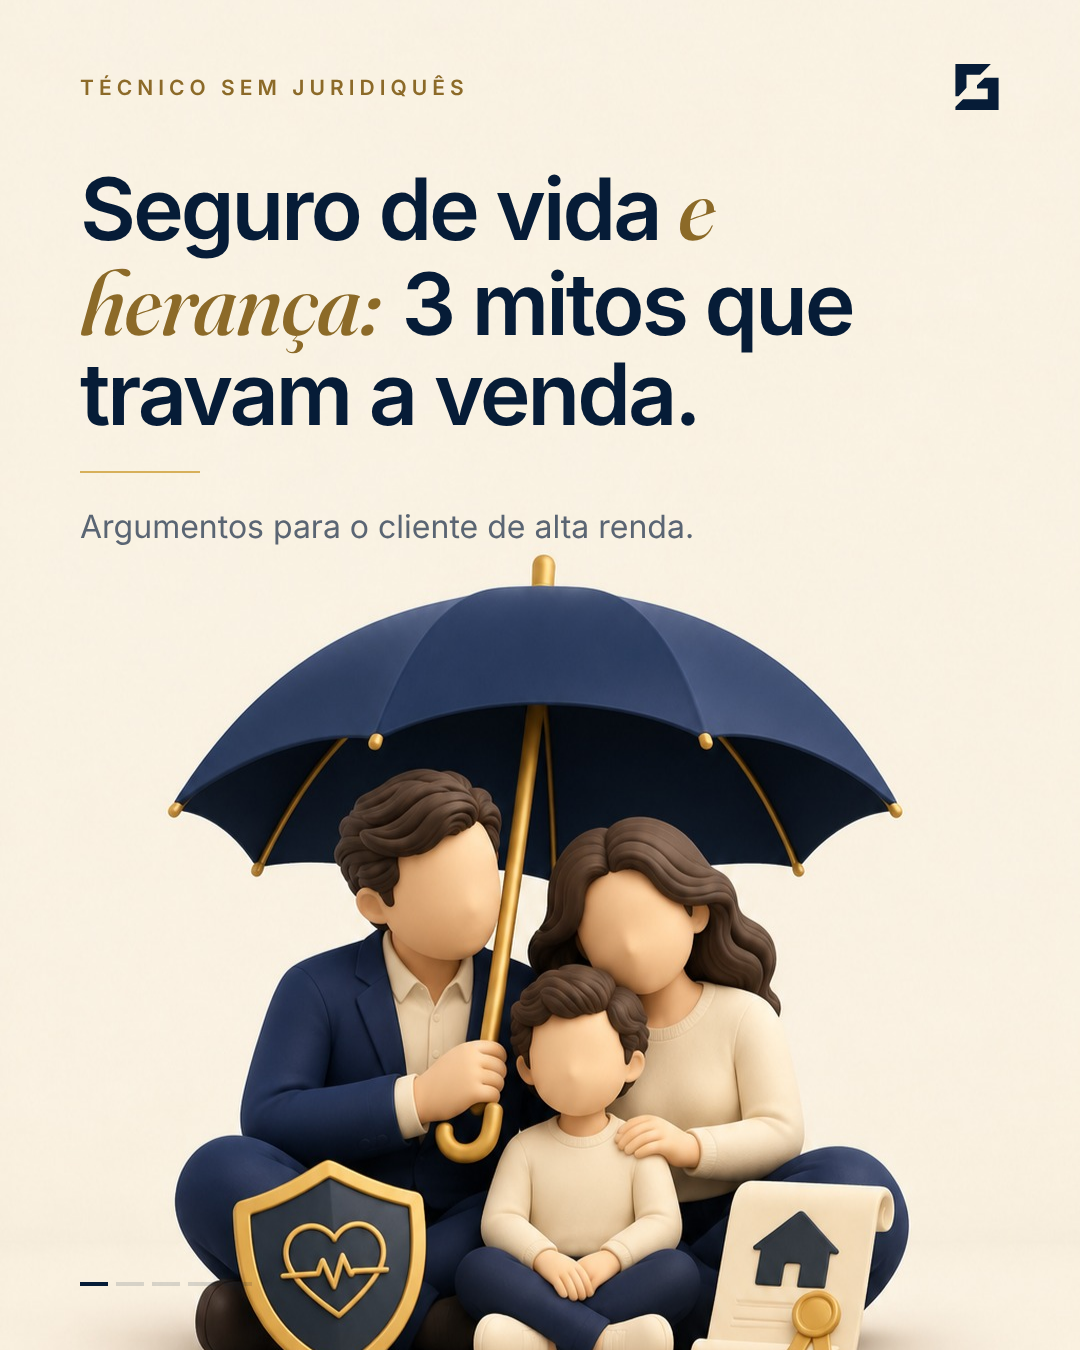 TÉCNICO SEM JURIDIQUÊS
Seguro de vida e
herança: 3 mitos que
travam a venda.
Argumentos para o cliente de alta renda.